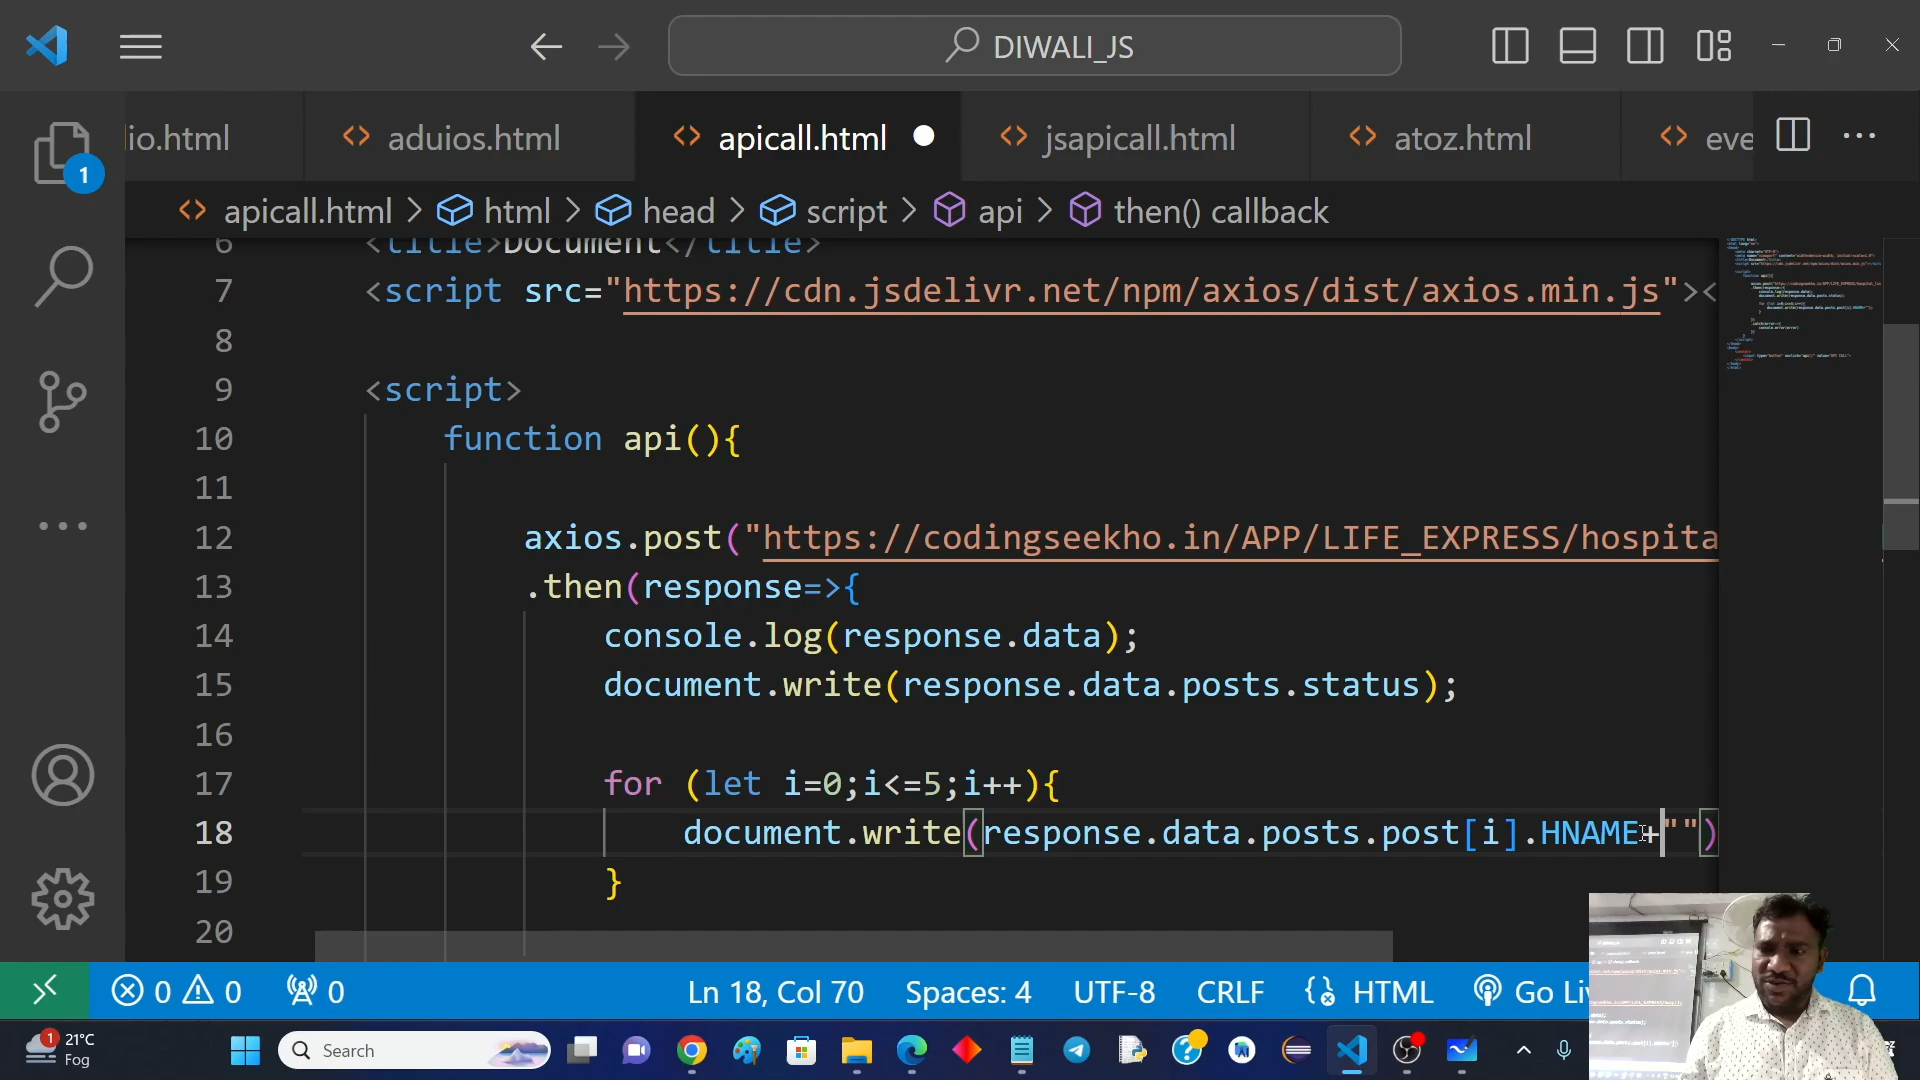 DIWALI_JS
io.html
aduios.html
apicall.html
jsapicall.html
atoz.html
eve
1
apicall.html > html > head > script > api > then() callback
6 <title>Document</title>
7 <script src="https://cdn.jsdelivr.net/npm/axios/dist/axios.min.js"><
8
9 <script>
10 function api(){
11
12 axios.post("https://codingseekho.in/APP/LIFE_EXPRESS/hospita
13 .then(response=>{
14 console.log(response.data);
15 document.write(response.data.posts.status);
16
17 for (let i=0;i<=5;i++){
18 document.write(response.data.posts.post[i].HNAME+"")
19 }
20
0 0 0 Ln 18, Col 70 Spaces: 4 UTF-8 CRLF HTML Go Li
1 21°C
Fog
Search